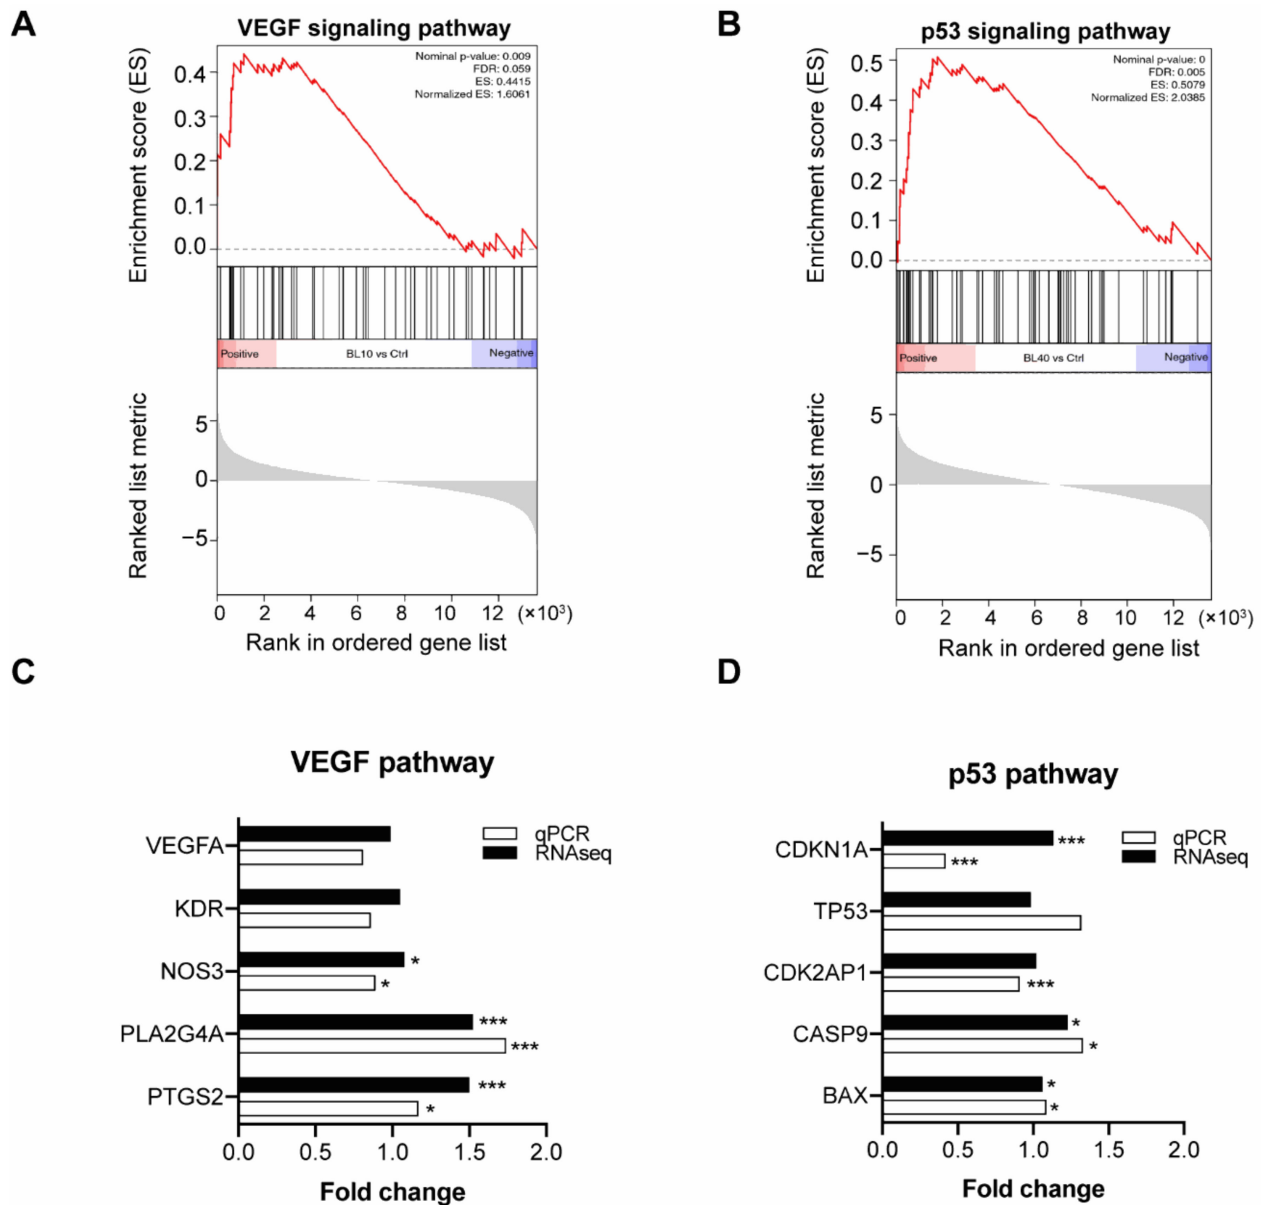 A
VEGF signaling pathway
Nominal p-value: 0.009
FDR: 0.059
ES: 0.4415
Normalized ES: 1.6061
Enrichment score (ES)
0.4
0.3
0.2
0.1
0.0
Positive
BL10 vs Ctrl
Negative
Ranked list metric
5
0
−5
0 2 4 6 8 10 12 (×10³)
Rank in ordered gene list
B
p53 signaling pathway
Nominal p-value: 0
FDR: 0.005
ES: 0.5079
Normalized ES: 2.0385
Enrichment score (ES)
0.5
0.4
0.3
0.2
0.1
0.0
Positive
BL40 vs Ctrl
Negative
Ranked list metric
5
0
−5
0 2 4 6 8 10 12 (×10³)
Rank in ordered gene list
C
VEGF pathway
qPCR
RNAseq
VEGFA
KDR
NOS3
*
*
PLA2G4A
***
***
PTGS2
***
*
0.0 0.5 1.0 1.5 2.0
Fold change
D
p53 pathway
qPCR
RNAseq
CDKN1A
***
***
TP53
CDK2AP1
***
CASP9
*
*
BAX
*
*
0.0 0.5 1.0 1.5 2.0
Fold change